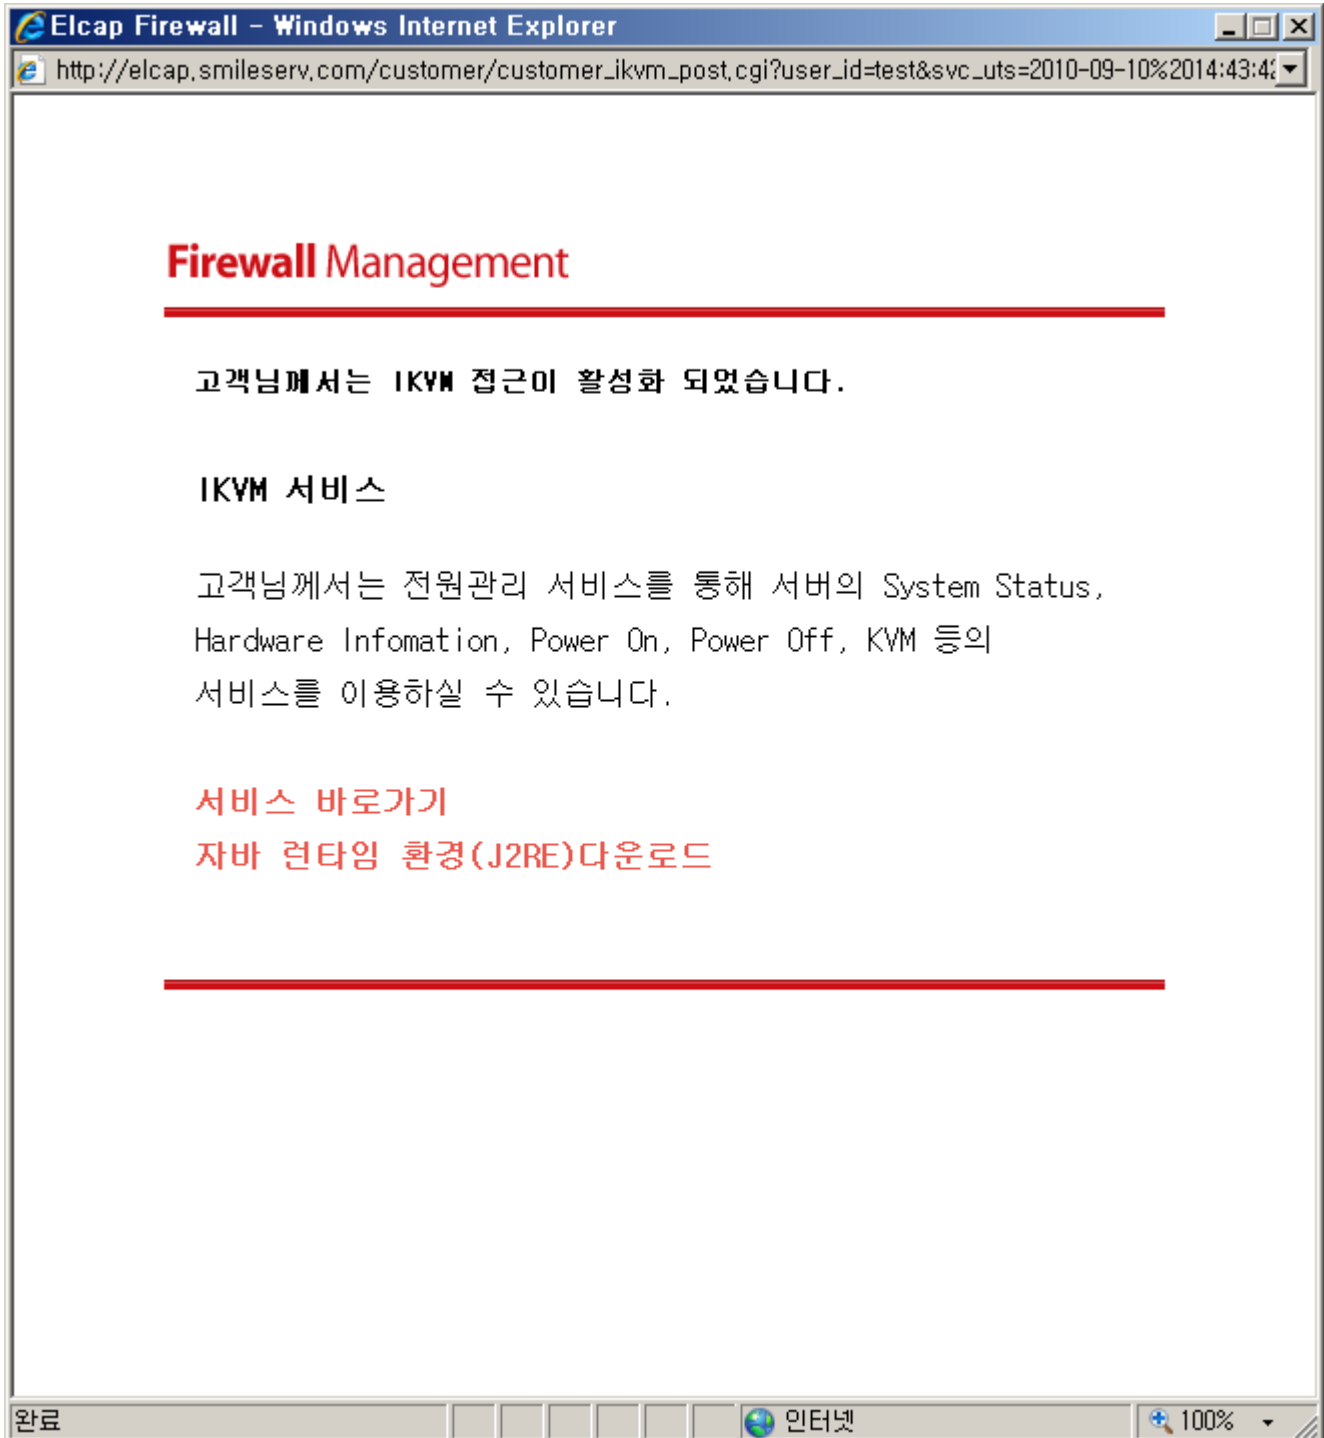 Elcap Firewall - Windows Internet Explorer
http://elcap.smileserv.com/customer/customer_ikvm_post.cgi?user_id=test&svc_uts=2010-09-10%2014:43:42
Firewall Management
고객님께서는 IKVM 접근이 활성화 되었습니다.
IKVM 서비스
고객님께서는 전원관리 서비스를 통해 서버의 System Status,
Hardware Infomation, Power On, Power Off, KVM 등의
서비스를 이용하실 수 있습니다.
서비스 바로가기
자바 런타임 환경(J2RE)다운로드
완료 인터넷 100%